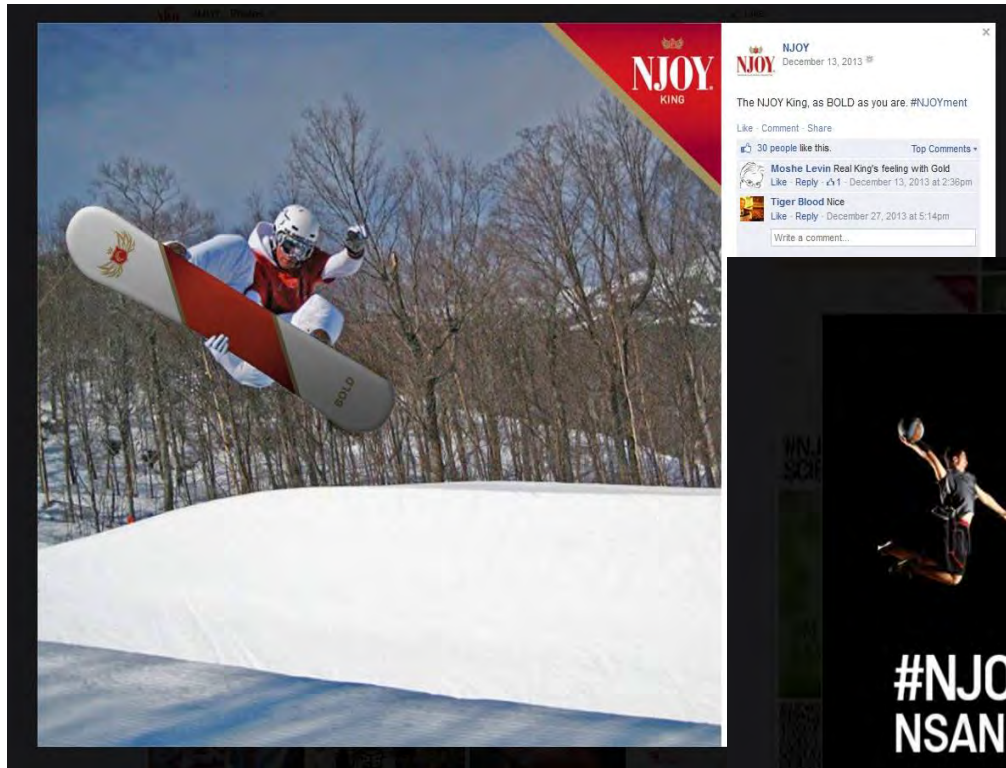 NJOY
KING
BOLD
NJOY
NJOY
December 13, 2013
The NJOY King, as BOLD as you are. #NJOYment
Like · Comment · Share
30 people like this.
Top Comments
Moshe Levin Real King's feeling with Gold
Like · Reply · 1 · December 13, 2013 at 2:36pm
Tiger Blood Nice
Like · Reply · December 27, 2013 at 5:14pm
Write a comment...
#NJO
NSAN